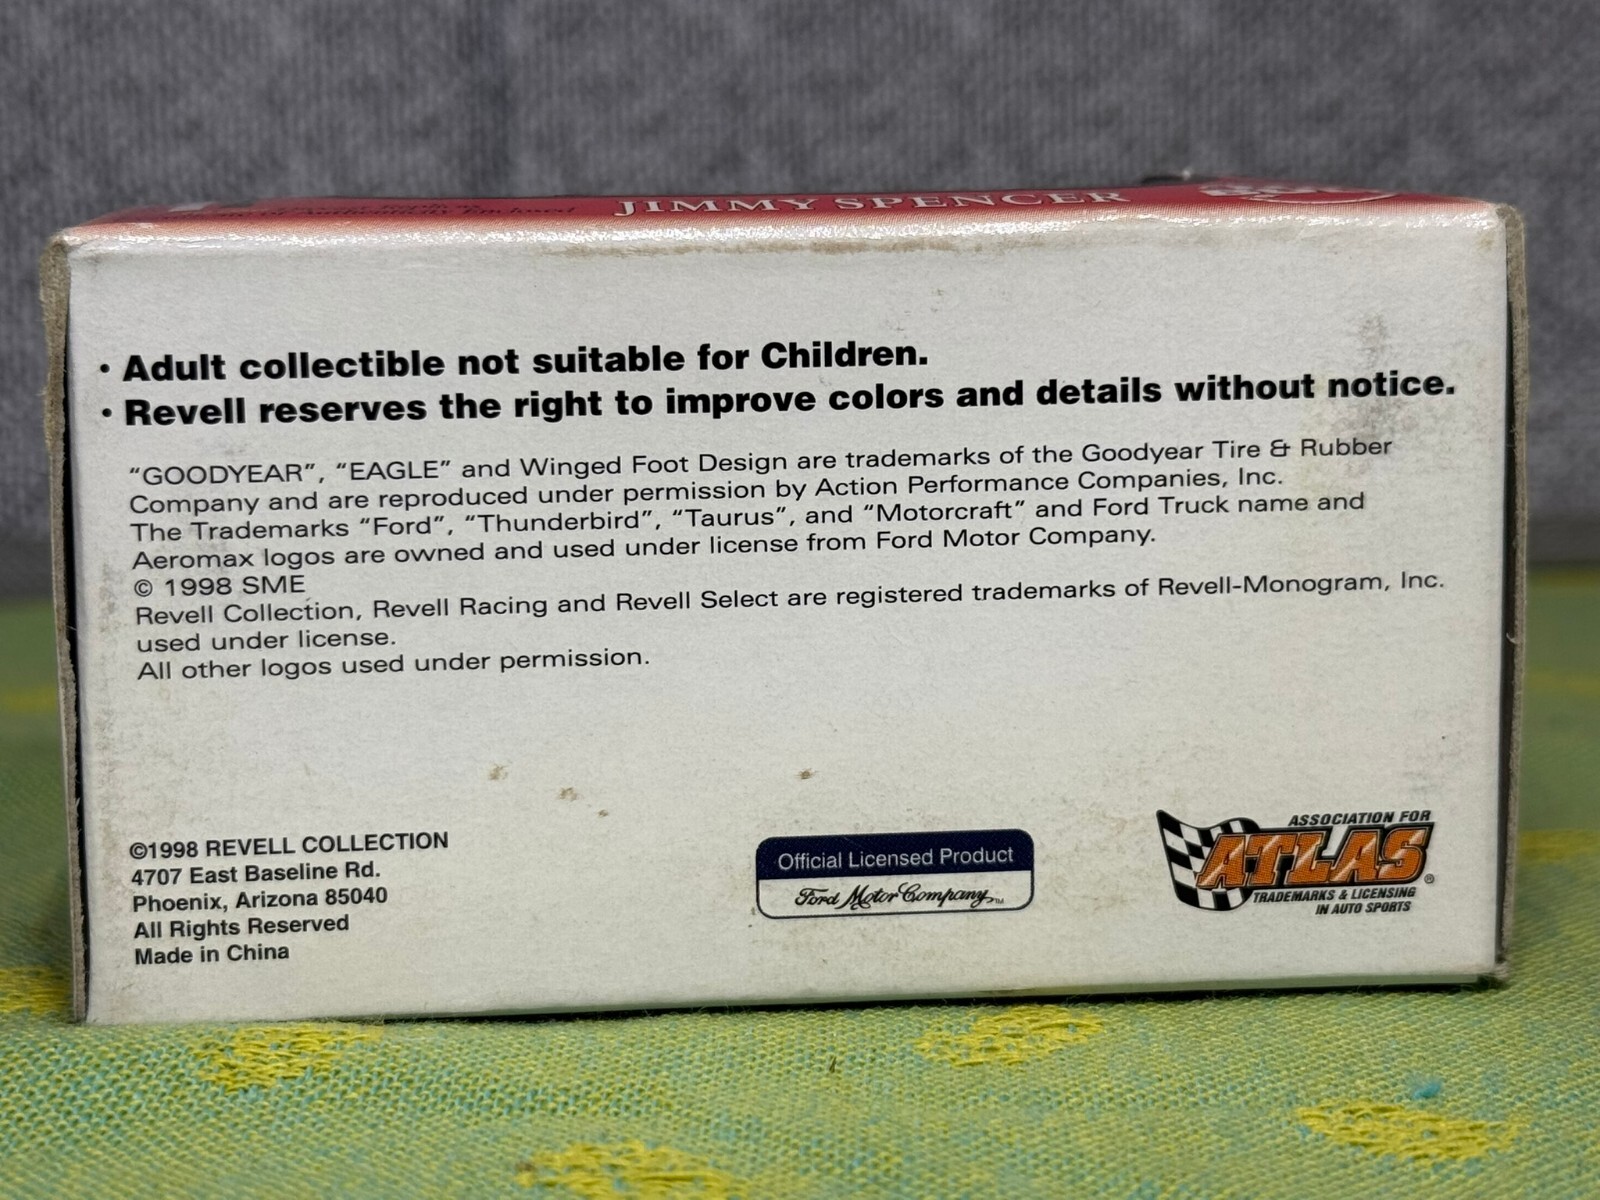 of Authenticity Enclosed
JIMMY SPENCER
• Adult collectible not suitable for Children.
• Revell reserves the right to improve colors and details without notice.
“GOODYEAR”, “EAGLE” and Winged Foot Design are trademarks of the Goodyear Tire & Rubber
Company and are reproduced under permission by Action Performance Companies, Inc.
The Trademarks “Ford”, “Thunderbird”, “Taurus”, and “Motorcraft” and Ford Truck name and
Aeromax logos are owned and used under license from Ford Motor Company.
© 1998 SME
Revell Collection, Revell Racing and Revell Select are registered trademarks of Revell-Monogram, Inc.
used under license.
All other logos used under permission.
©1998 REVELL COLLECTION
4707 East Baseline Rd.
Phoenix, Arizona 85040
All Rights Reserved
Made in China
Official Licensed Product
Ford Motor Company™
ASSOCIATION FOR
ATLAS®
TRADEMARKS & LICENSING
IN AUTO SPORTS